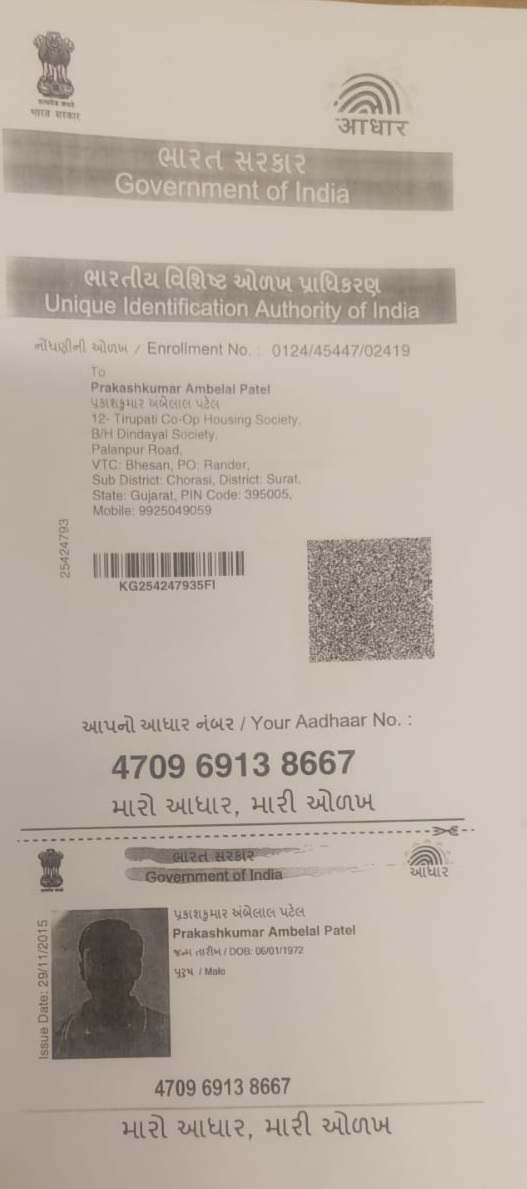 सत्यमेव जयते
भारत सरकार
आधार
ભારત સરકાર
Government of India
ભારતીય વિશિષ્ટ ઓળખ પ્રાધિકરણ
Unique Identification Authority of India
નોંધણીની ઓળખ / Enrollment No. : 0124/45447/02419
To
Prakashkumar Ambelal Patel
પ્રકાશકુમાર અંબેલાલ પટેલ
12- Tirupati Co-Op Housing Society,
B/H Dindayal Society,
Palanpur Road,
VTC: Bhesan, PO: Rander,
Sub District: Chorasi, District: Surat,
State: Gujarat, PIN Code: 395005,
Mobile: 9925049059
25424793
KG254247935FI
આપનો આધાર નંબર / Your Aadhaar No. :
4709 6913 8667
મારો આધાર, મારી ઓળખ
ભારત સરકાર
Government of India
આધાર
Issue Date: 29/11/2015
પ્રકાશકુમાર અંબેલાલ પટેલ
Prakashkumar Ambelal Patel
જન્મ તારીખ / DOB: 06/01/1972
પુરુષ / Male
4709 6913 8667
મારો આધાર, મારી ઓળખ